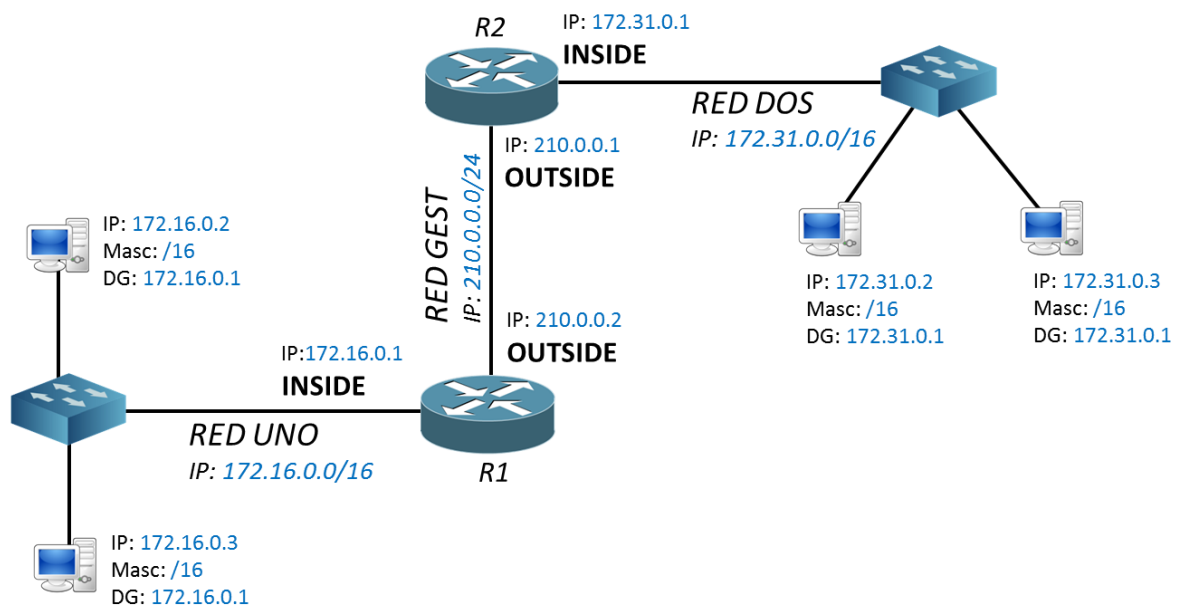 R2
IP: 172.31.0.1
INSIDE
RED DOS
IP: 172.31.0.0/16
IP: 210.0.0.1
OUTSIDE
RED GEST
IP: 210.0.0.0/24
IP: 172.16.0.2
Masc: /16
DG: 172.16.0.1
IP: 172.31.0.2
Masc: /16
DG: 172.31.0.1
IP: 172.31.0.3
Masc: /16
DG: 172.31.0.1
IP: 210.0.0.2
OUTSIDE
IP:172.16.0.1
INSIDE
RED UNO
IP: 172.16.0.0/16
R1
IP: 172.16.0.3
Masc: /16
DG: 172.16.0.1